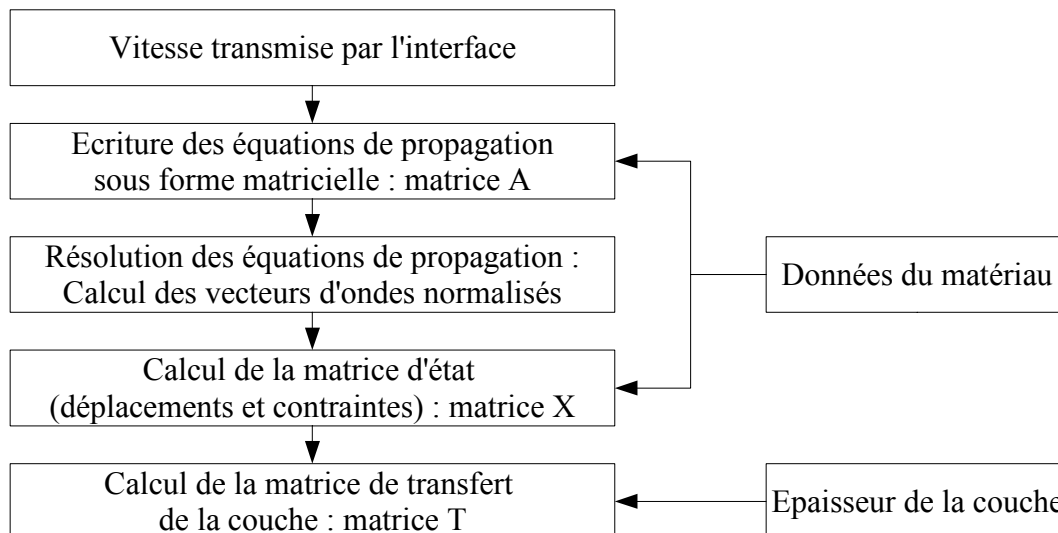 Vitesse transmise par l'interface
Ecriture des équations de propagation
sous forme matricielle : matrice A
Résolution des équations de propagation :
Calcul des vecteurs d'ondes normalisés
Données du matériau
Calcul de la matrice d'état
(déplacements et contraintes) : matrice X
Calcul de la matrice de transfert
de la couche : matrice T
Epaisseur de la couche